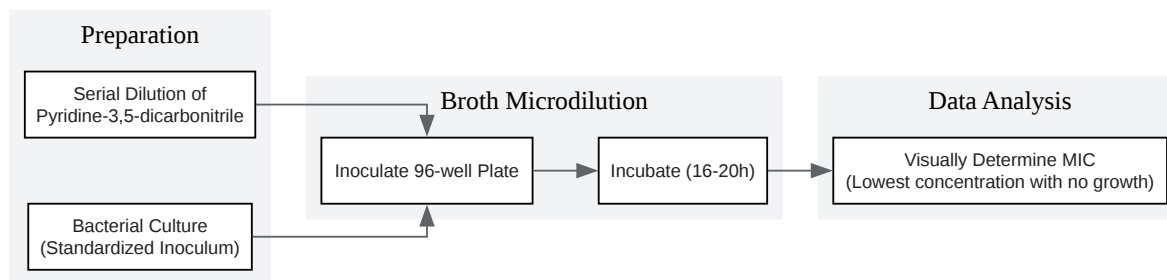 Preparation
Serial Dilution of
Pyridine-3,5-dicarbonitrile
Bacterial Culture
(Standardized Inoculum)
Broth Microdilution
Inoculate 96-well Plate
Incubate (16-20h)
Data Analysis
Visually Determine MIC
(Lowest concentration with no growth)